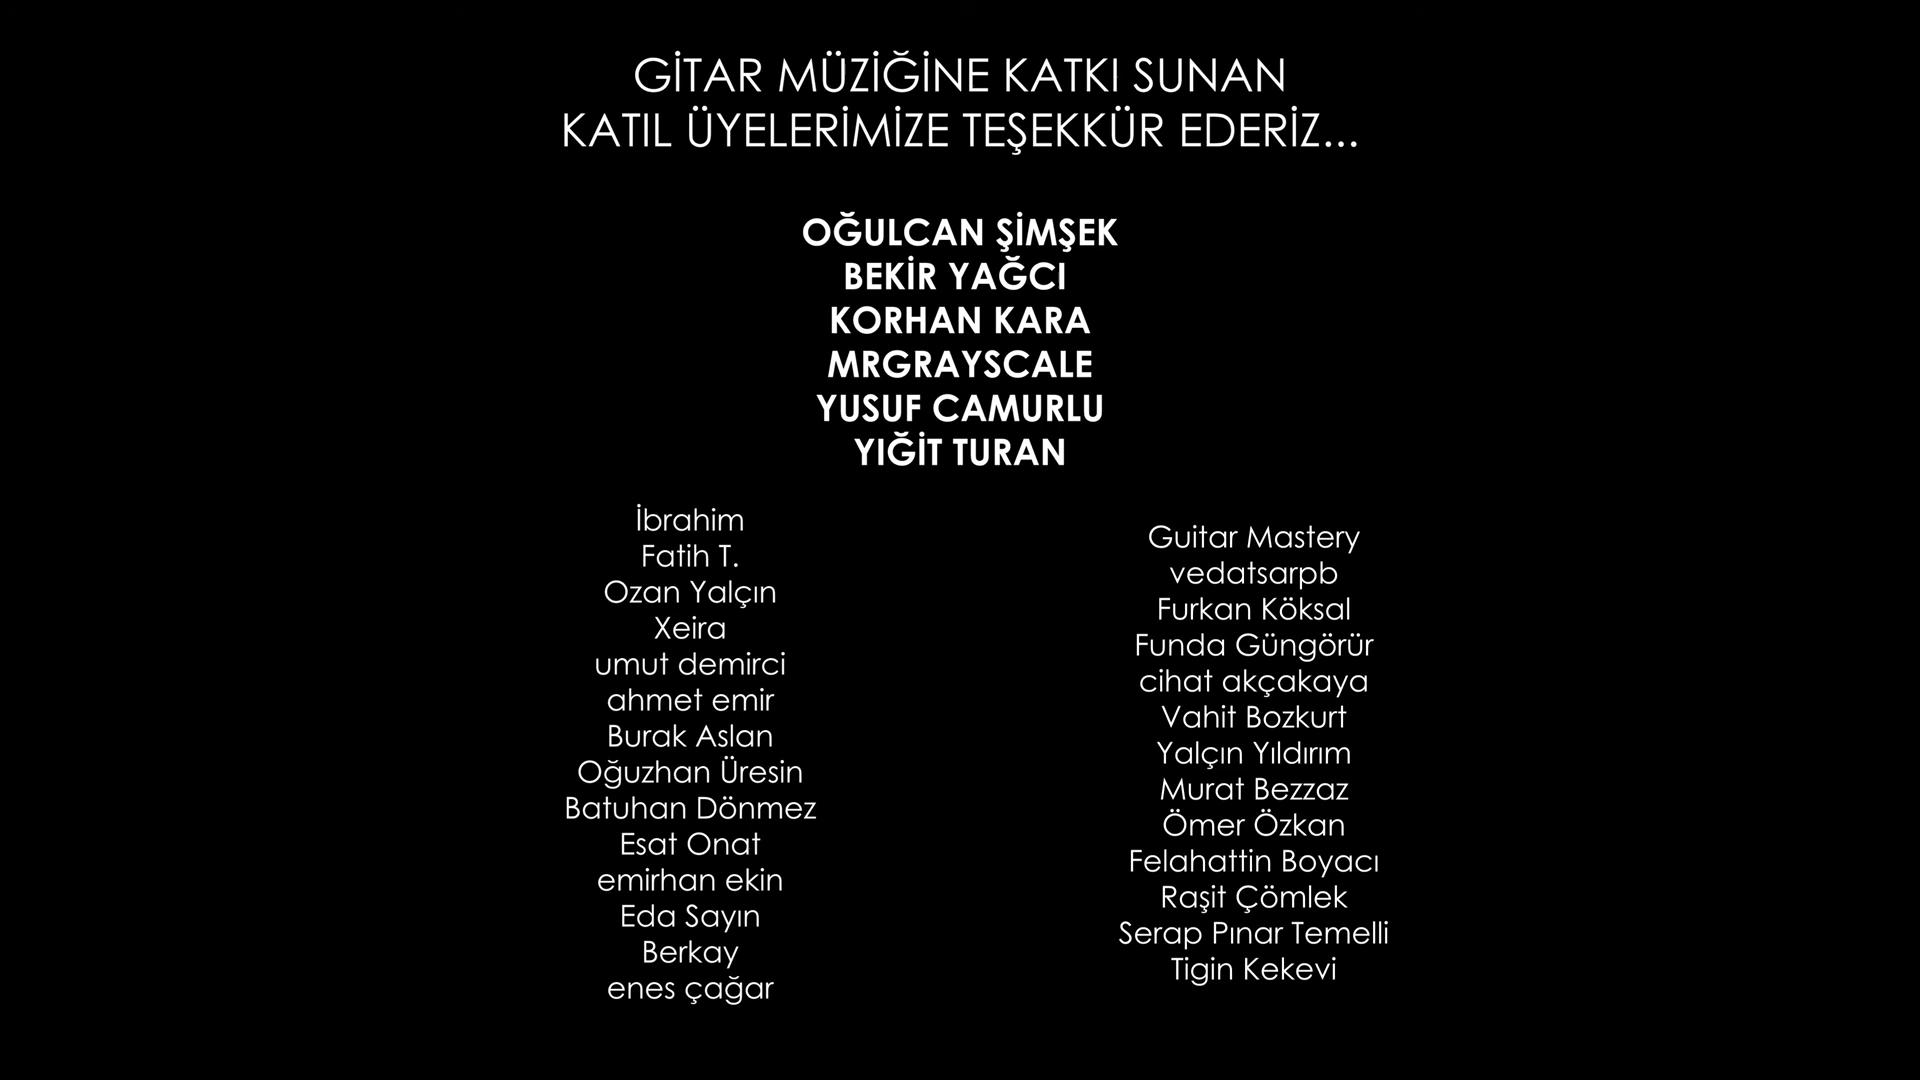 GİTAR MÜZİĞİNE KATKI SUNAN
KATIL ÜYELERİMİZE TEŞEKKÜR EDERİZ...
OĞULCAN ŞİMŞEK
BEKİR YAĞCI
KORHAN KARA
MRGRAYSCALE
YUSUF CAMURLU
YIĞİT TURAN
İbrahim
Fatih T.
Ozan Yalçın
Xeira
umut demirci
ahmet emir
Burak Aslan
Oğuzhan Üresin
Batuhan Dönmez
Esat Onat
emirhan ekin
Eda Sayın
Berkay
enes çağar
Guitar Mastery
vedatsarpb
Furkan Köksal
Funda Güngörür
cihat akçakaya
Vahit Bozkurt
Yalçın Yıldırım
Murat Bezzaz
Ömer Özkan
Felahattin Boyacı
Raşit Çömlek
Serap Pınar Temelli
Tigin Kekevi